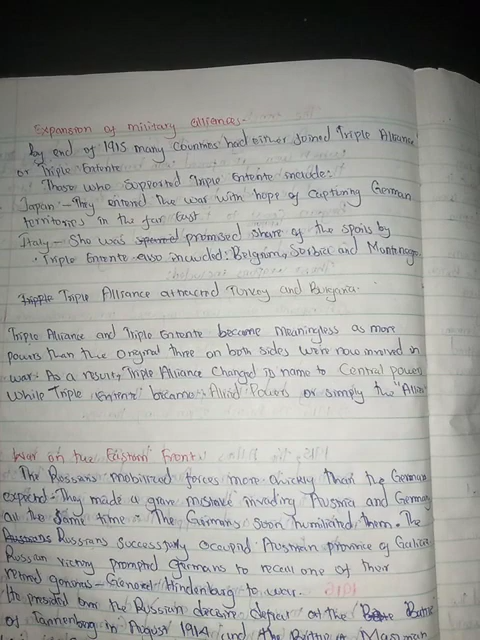 Expansion of military alliences.
By end of 1915 many countries had either joined Triple Alliance
or Triple Entente
Those who supported Triple Entente include:
Japan - They entered the war with hope of capturing German
territories in the far East
Italy - She was promised share of the spoils by
Triple Entente also included: Belgium, Serbia and Montenegr
Triple Alliance attracted Turkey and Bulgaria.
Triple Alliance and Triple Entente became meaningless as more
powers than the original three on both sides were now involved in
war. As a result, Triple Alliance Changed its name to Central powers
while Triple entente became Allied Powers or simply the "Allies"
War on the Eastern Front
The Russians mobilized forces more quickly than the Germans
expected. They made a grave mistake invading Austria and Germany
at the same time. The Germans soon humiliated them. The
Russians successfully occupied Austrian province of Galicia
Russian victory prompted Germans to recall one of their
retired generals - General Hindenburg to war.
He presided over the Russian decisive defeat at the Battle
of Tannenburg in August 1914 and the Battle